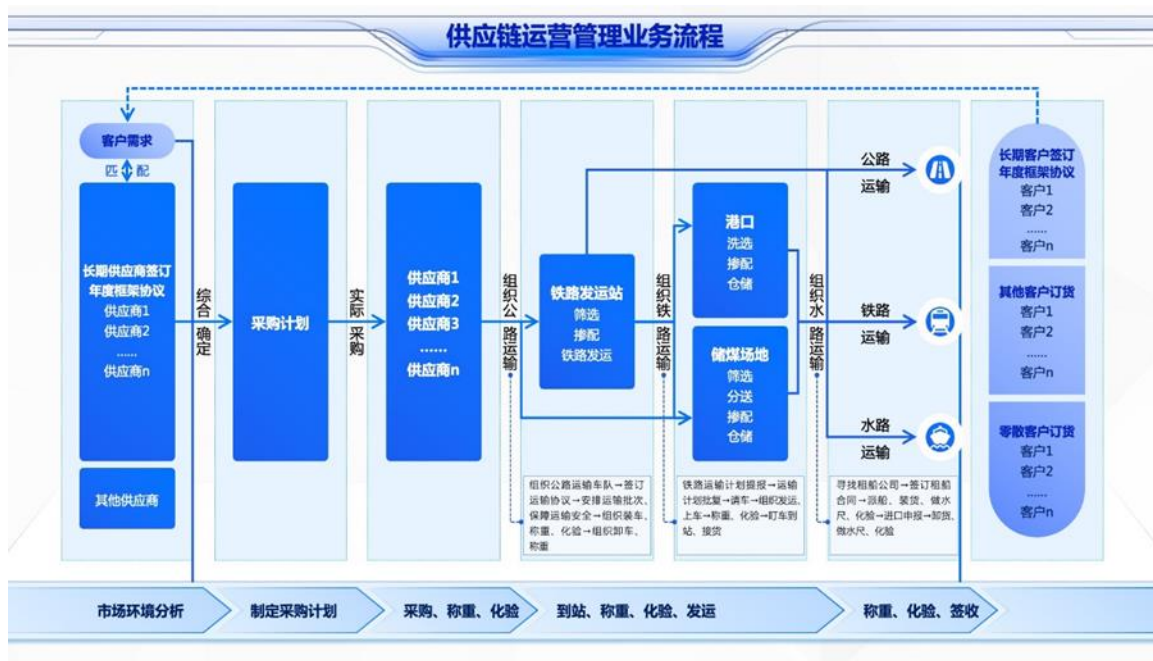 供应链运营管理业务流程
客户需求
匹 配
长期供应商签订
年度框架协议
供应商1
供应商2
......
供应商n
其他供应商
综合 确定
采购计划
实际 采购
供应商1
供应商2
供应商3
......
供应商n
组织公 路运输
铁路发运站
筛选
掺配
铁路发运
组织公路运输车队→签订
运输协议→安排运输批次、
保障运输安全→组织装车、
称重、化验→组织卸车、
称重
组织铁 路运输
港口
洗选
掺配
仓储
储煤场地
筛选
分送
掺配
仓储
铁路运输计划提报→运输
计划批复→请车→组织发运、
上车→称重、化验→盯车到
站、接货
组织水 路运输
公路
运输
铁路
运输
水路
运输
寻找租船公司→签订租船
合同→派船、装货、做水
尺、化验→进口申报→卸货、
做水尺、化验
长期客户签订
年度框架协议
客户1
客户2
......
客户n
其他客户订货
客户1
客户2
......
客户n
零散客户订货
客户1
客户2
......
客户n
市场环境分析
制定采购计划
采购、称重、化验
到站、称重、化验、发运
称重、化验、签收